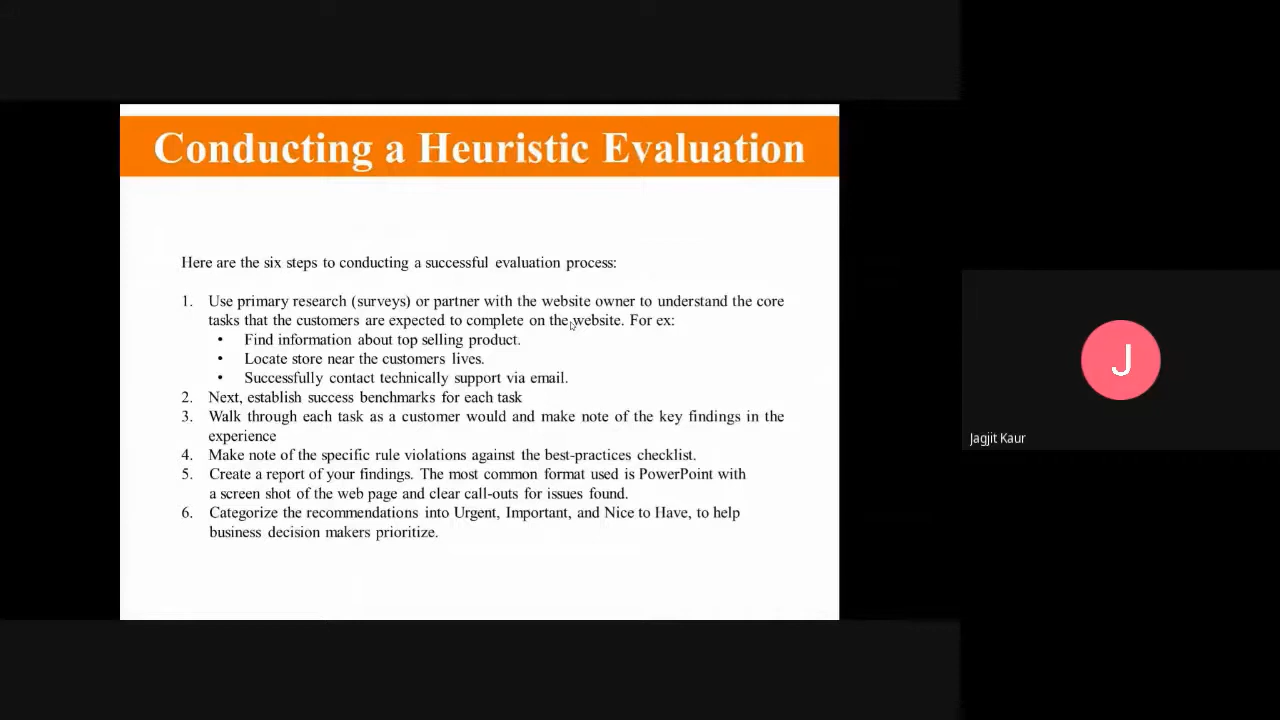 Conducting a Heuristic Evaluation
Here are the six steps to conducting a successful evaluation process:
1. Use primary research (surveys) or partner with the website owner to understand the core
tasks that the customers are expected to complete on the website. For ex:
• Find information about top selling product.
• Locate store near the customers lives.
• Successfully contact technically support via email.
2. Next, establish success benchmarks for each task
3. Walk through each task as a customer would and make note of the key findings in the
experience
4. Make note of the specific rule violations against the best-practices checklist.
5. Create a report of your findings. The most common format used is PowerPoint with
a screen shot of the web page and clear call-outs for issues found.
6. Categorize the recommendations into Urgent, Important, and Nice to Have, to help
business decision makers prioritize.
J
Jagjit Kaur